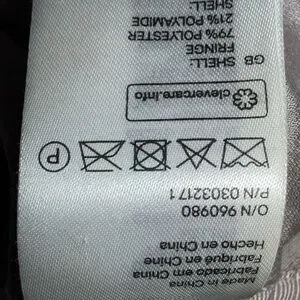 Made in China
Fabricado em China
Fabriqué en Chine
Hecho en China
O/N 960980
P/N 0303217 1
P
clevercare.info
GB SHELL:
FRINGE
79% POLYESTER
21% POLYAMIDE
SHELL: